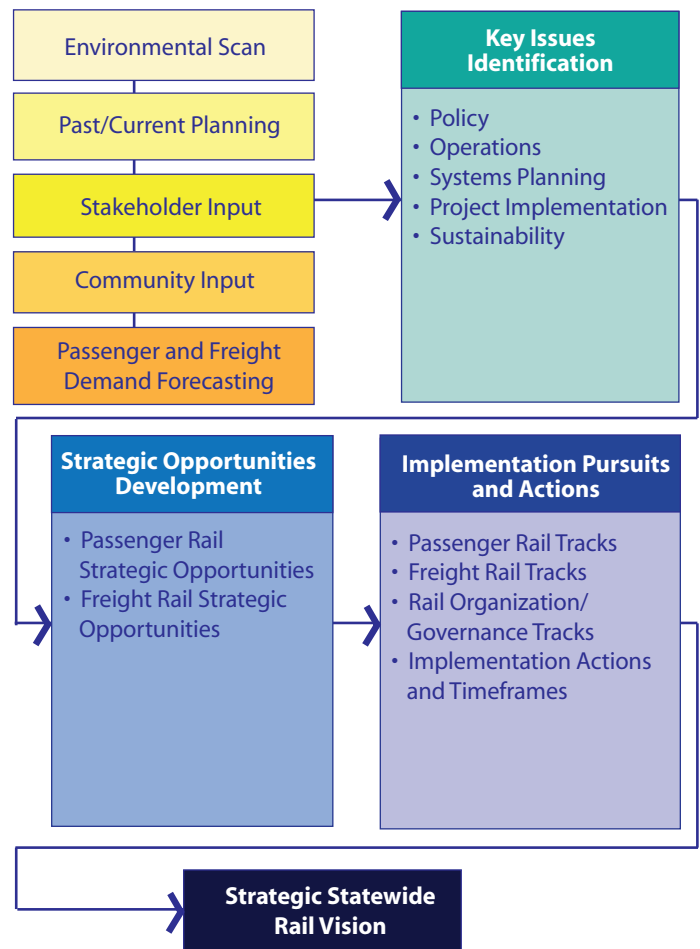 Environmental Scan
Past/Current Planning
Stakeholder Input
Community Input
Passenger and Freight
Demand Forecasting
Key Issues
Identification
• Policy
• Operations
• Systems Planning
• Project Implementation
• Sustainability
Strategic Opportunities
Development
• Passenger Rail
Strategic Opportunities
• Freight Rail Strategic
Opportunities
Implementation Pursuits
and Actions
• Passenger Rail Tracks
• Freight Rail Tracks
• Rail Organization/
Governance Tracks
• Implementation Actions
and Timeframes
Strategic Statewide
Rail Vision